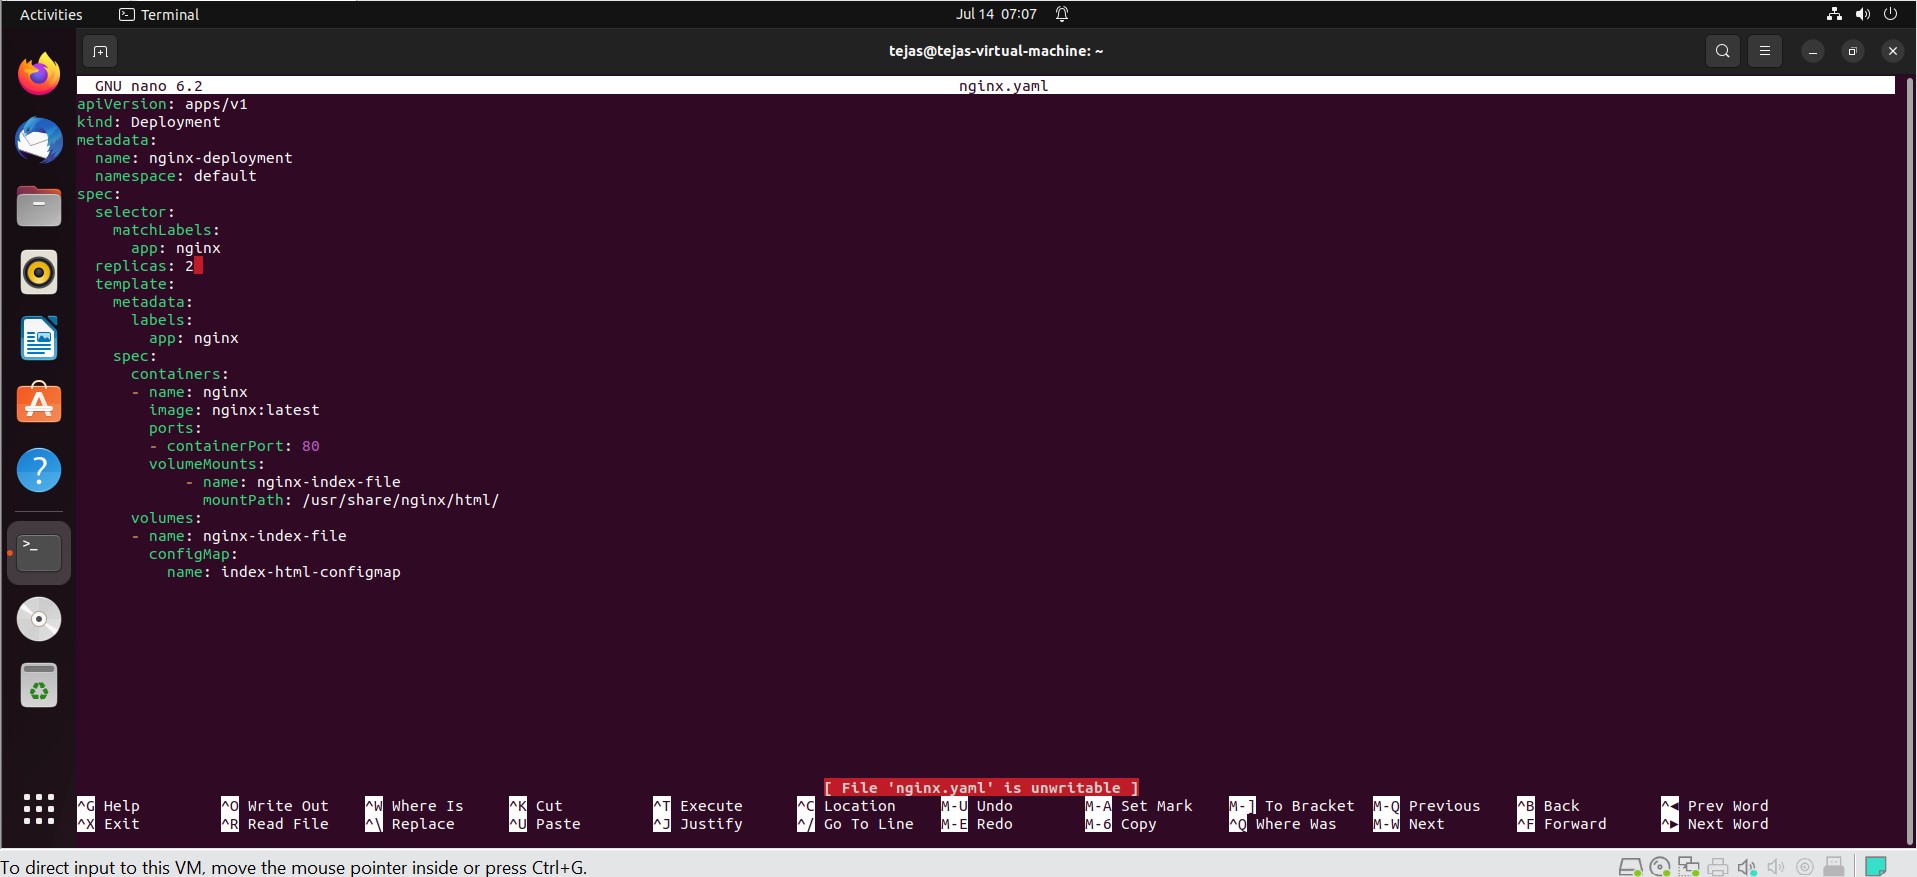 Activities Terminal Jul 14 07:07
tejas@tejas-virtual-machine: ~
GNU nano 6.2 nginx.yaml
apiVersion: apps/v1
kind: Deployment
metadata:
  name: nginx-deployment
  namespace: default
spec:
  selector:
    matchLabels:
      app: nginx
  replicas: 2
  template:
    metadata:
      labels:
        app: nginx
    spec:
      containers:
      - name: nginx
        image: nginx:latest
        ports:
        - containerPort: 80
        volumeMounts:
            - name: nginx-index-file
              mountPath: /usr/share/nginx/html/
      volumes:
      - name: nginx-index-file
        configMap:
          name: index-html-configmap
[ File 'nginx.yaml' is unwritable ]
^G Help ^O Write Out ^W Where Is ^K Cut ^T Execute ^C Location M-U Undo M-A Set Mark M-] To Bracket M-Q Previous ^B Back ^◀ Prev Word
^X Exit ^R Read File ^\ Replace ^U Paste ^J Justify ^/ Go To Line M-E Redo M-6 Copy ^Q Where Was M-W Next ^F Forward ^▶ Next Word
To direct input to this VM, move the mouse pointer inside or press Ctrl+G.